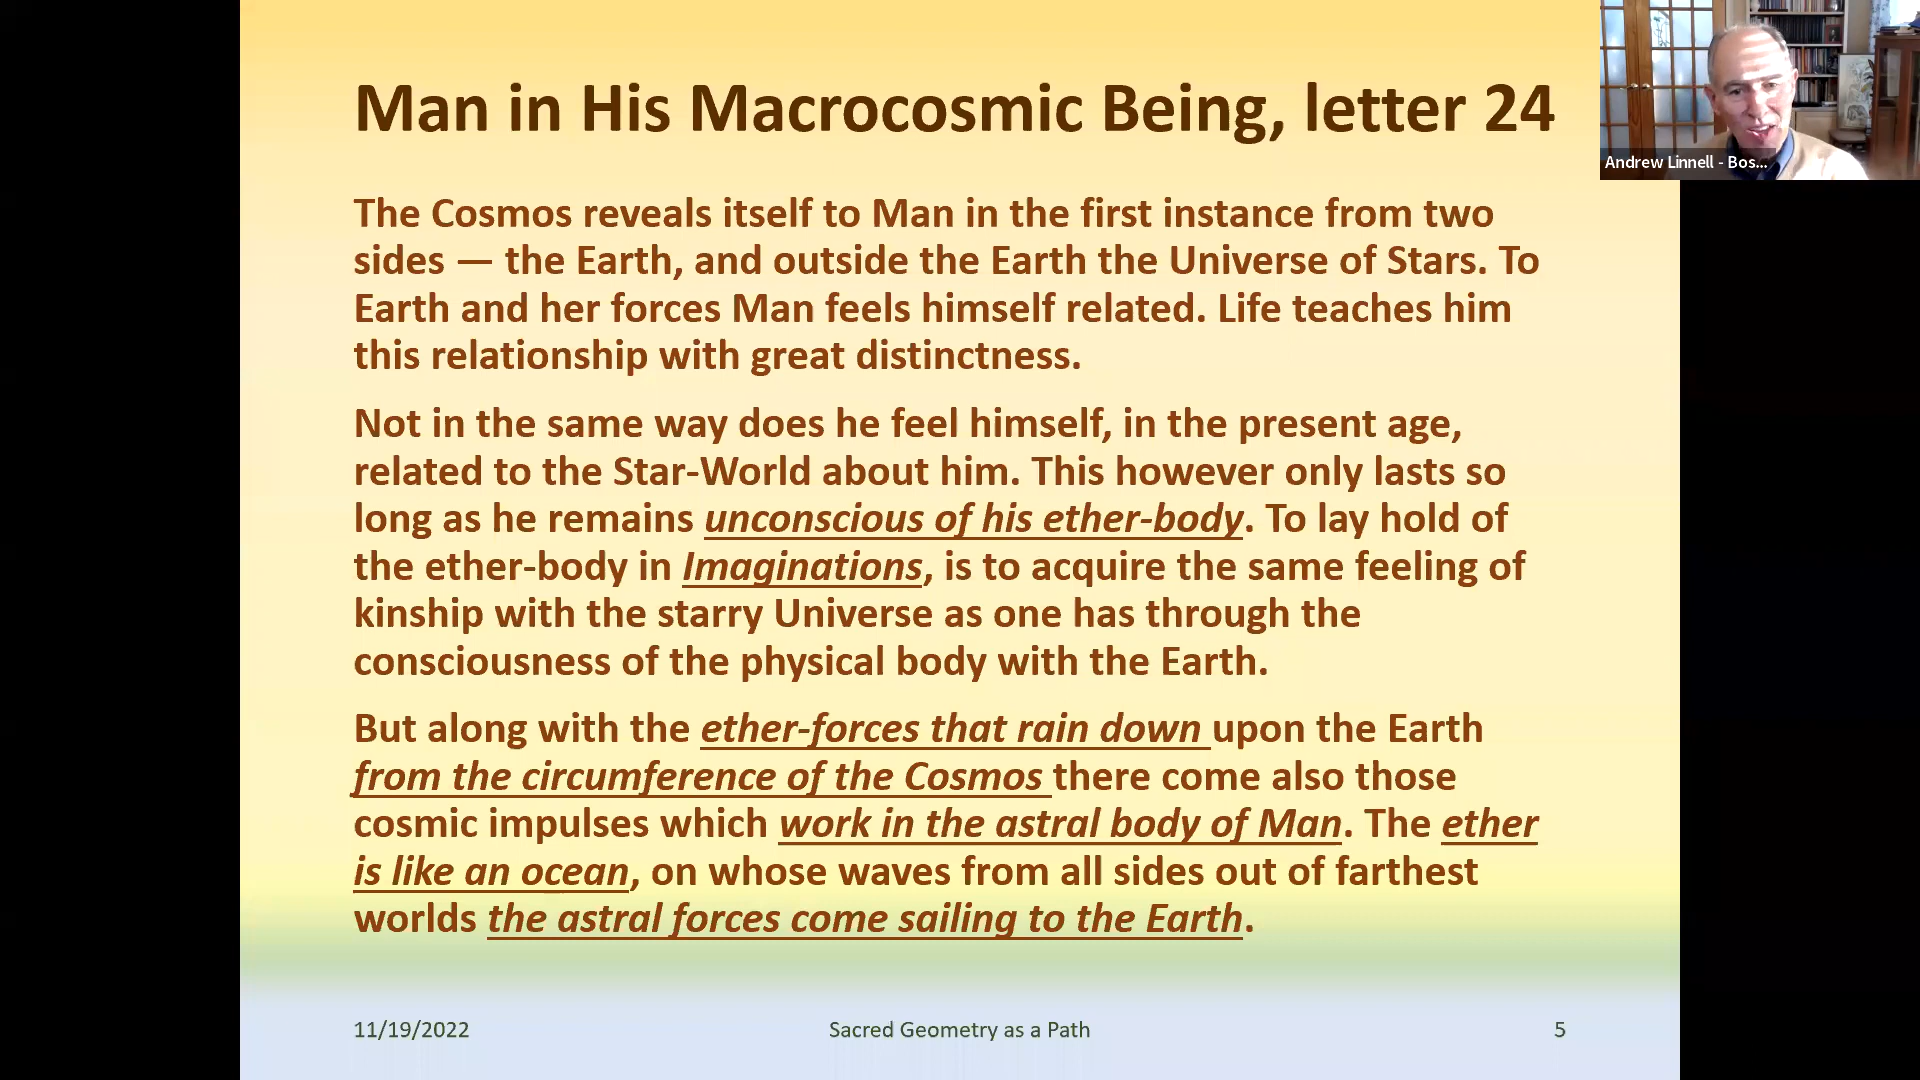 Man in His Macrocosmic Being, letter 24
Andrew Linnell - Bos...
The Cosmos reveals itself to Man in the first instance from two
sides — the Earth, and outside the Earth the Universe of Stars. To
Earth and her forces Man feels himself related. Life teaches him
this relationship with great distinctness.
Not in the same way does he feel himself, in the present age,
related to the Star-World about him. This however only lasts so
long as he remains unconscious of his ether-body. To lay hold of
the ether-body in Imaginations, is to acquire the same feeling of
kinship with the starry Universe as one has through the
consciousness of the physical body with the Earth.
But along with the ether-forces that rain down upon the Earth
from the circumference of the Cosmos there come also those
cosmic impulses which work in the astral body of Man. The ether
is like an ocean, on whose waves from all sides out of farthest
worlds the astral forces come sailing to the Earth.
11/19/2022
Sacred Geometry as a Path
5